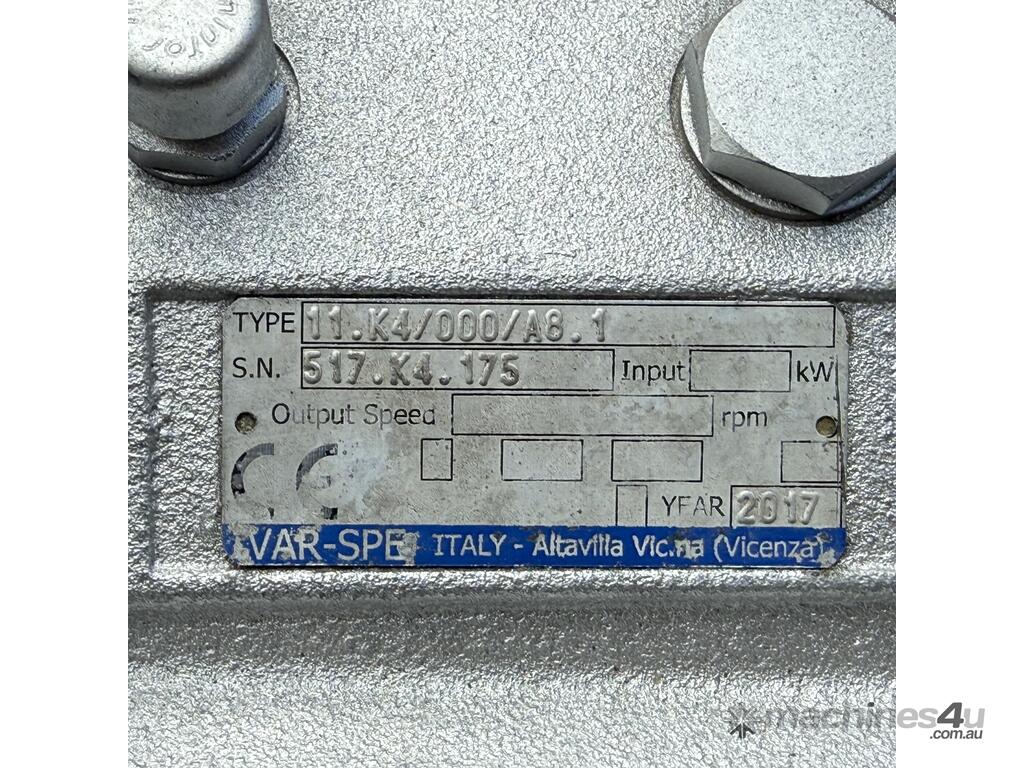 TYPE 11.K4/000/A8.1
S.N. 517.K4.175 Input kW
Output Speed rpm
CE
YEAR 2017
VAR-SPE ITALY - Altavilla Vic.na (Vicenza)
machines4u
.com.au